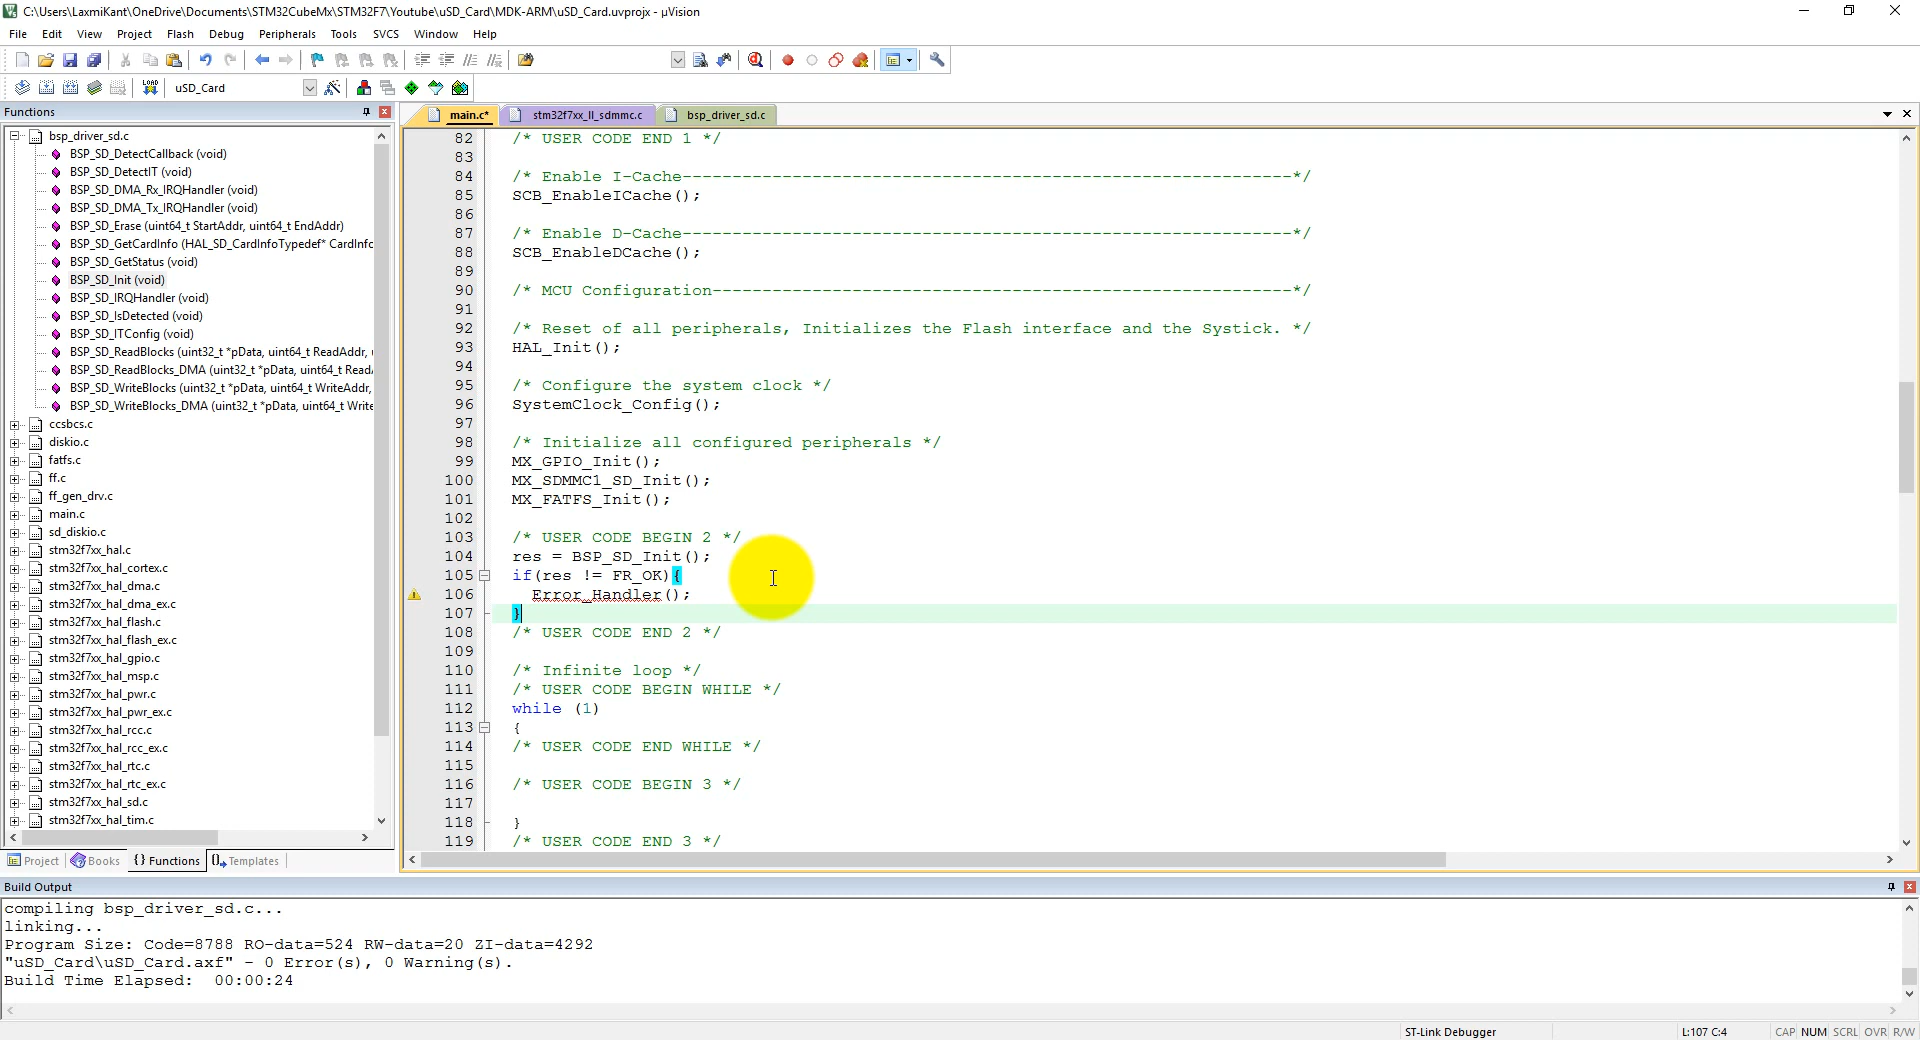 C:\Users\LaxmiKant\OneDrive\Documents\STM32CubeMx\STM32F7\Youtube\uSD_Card\MDK-ARM\uSD_Card.uvprojx - µVision
File Edit View Project Flash Debug Peripherals Tools SVCS Window Help
LOAD uSD_Card
Functions
bsp_driver_sd.c
BSP_SD_DetectCallback (void)
BSP_SD_DetectIT (void)
BSP_SD_DMA_Rx_IRQHandler (void)
BSP_SD_DMA_Tx_IRQHandler (void)
BSP_SD_Erase (uint64_t StartAddr, uint64_t EndAddr)
BSP_SD_GetCardInfo (HAL_SD_CardInfoTypedef* CardInfo
BSP_SD_GetStatus (void)
BSP_SD_Init (void)
BSP_SD_IRQHandler (void)
BSP_SD_IsDetected (void)
BSP_SD_ITConfig (void)
BSP_SD_ReadBlocks (uint32_t *pData, uint64_t ReadAddr,
BSP_SD_ReadBlocks_DMA (uint32_t *pData, uint64_t Read
BSP_SD_WriteBlocks (uint32_t *pData, uint64_t WriteAddr,
BSP_SD_WriteBlocks_DMA (uint32_t *pData, uint64_t Write
ccsbcs.c
diskio.c
fatfs.c
ff.c
ff_gen_drv.c
main.c
sd_diskio.c
stm32f7xx_hal.c
stm32f7xx_hal_cortex.c
stm32f7xx_hal_dma.c
stm32f7xx_hal_dma_ex.c
stm32f7xx_hal_flash.c
stm32f7xx_hal_flash_ex.c
stm32f7xx_hal_gpio.c
stm32f7xx_hal_msp.c
stm32f7xx_hal_pwr.c
stm32f7xx_hal_pwr_ex.c
stm32f7xx_hal_rcc.c
stm32f7xx_hal_rcc_ex.c
stm32f7xx_hal_rtc.c
stm32f7xx_hal_rtc_ex.c
stm32f7xx_hal_sd.c
stm32f7xx_hal_tim.c
Project Books {} Functions Templates
main.c* stm32f7xx_ll_sdmmc.c bsp_driver_sd.c
82 /* USER CODE END 1 */
83
84 /* Enable I-Cache-------------------------------------------------------------*/
85 SCB_EnableICache();
86
87 /* Enable D-Cache-------------------------------------------------------------*/
88 SCB_EnableDCache();
89
90 /* MCU Configuration----------------------------------------------------------*/
91
92 /* Reset of all peripherals, Initializes the Flash interface and the Systick. */
93 HAL_Init();
94
95 /* Configure the system clock */
96 SystemClock_Config();
97
98 /* Initialize all configured peripherals */
99 MX_GPIO_Init();
100 MX_SDMMC1_SD_Init();
101 MX_FATFS_Init();
102
103 /* USER CODE BEGIN 2 */
104 res = BSP_SD_Init();
105 if(res != FR_OK){
106 Error_Handler();
107 }
108 /* USER CODE END 2 */
109
110 /* Infinite loop */
111 /* USER CODE BEGIN WHILE */
112 while (1)
113 {
114 /* USER CODE END WHILE */
115
116 /* USER CODE BEGIN 3 */
117
118 }
119 /* USER CODE END 3 */
Build Output
compiling bsp_driver_sd.c...
linking...
Program Size: Code=8788 RO-data=524 RW-data=20 ZI-data=4292
"uSD_Card\uSD_Card.axf" - 0 Error(s), 0 Warning(s).
Build Time Elapsed: 00:00:24
ST-Link Debugger L:107 C:4 CAP NUM SCRL OVR R/W